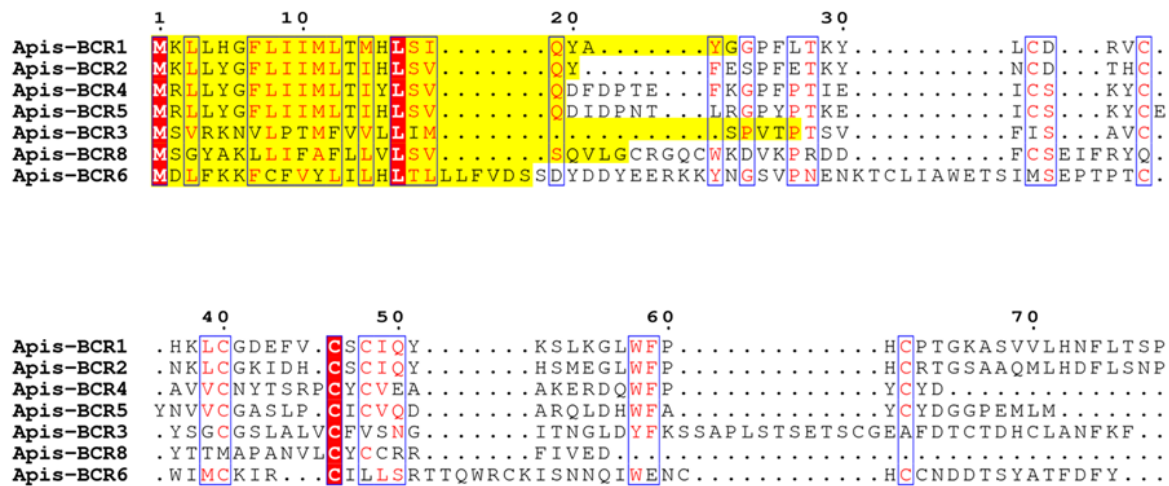 1 10 20 30
Apis-BCR1 MKLLHGFLIIMLTMHLSI.......QYA.......YGGPFLTKY..........LCD...RVC.
Apis-BCR2 MKLLYGFLIIMLTIHLSV.......QY........FESPFETKY..........NCD...THC.
Apis-BCR4 MRLLYGFLIIMLTIYLSV.......QDFDPTE...FKGPFPTIE..........ICS...KYC.
Apis-BCR5 MRLLYGFLIIMLTIHLSV.......QDIDPNT...LRGPYPTKE..........ICS...KYCE
Apis-BCR3 MSVRKNVLPTMFVVLLIM..................SPVTPTSV..........FIS...AVC.
Apis-BCR8 MSGYAKLLIFAFLLVLSV.......SQVLGCRGQCWKDVKPRDD..........FCSEIFRYQ.
Apis-BCR6 MDLFKKFCFVYLILHLTLLLFVDSSDYDDYEERKKYNGSVPNENKTCLIAWETSIMSEPTPTC.
40 50 60 70
Apis-BCR1 .HKLCGDEFV.CSCIQY.......KSLKGLWFP.............HCPTGKASVVLHNFLTSP
Apis-BCR2 .NKLCGKIDH.CSCIQY.......HSMEGLWFP.............HCRTGSAAQMLHDFLSNP
Apis-BCR4 .AVVCNYTSRPCYCVEA.......AKERDQWFP.............YCYD..............
Apis-BCR5 YNVVCGASLP.CICVQD.......ARQLDHWFA.............YCYDGGPEMLM.......
Apis-BCR3 .YSGCGSLALVCFVSNG.......ITNGLDYFKSSAPLSTSETSCGEAFDTCTDHCLANFKF..
Apis-BCR8 .YTTMAPANVLCYCCRR.......FIVED...................................
Apis-BCR6 .WIMCKIR...CILLSRTTQWRCKISNNQIWENC............HCCNDDTSYATFDFY...